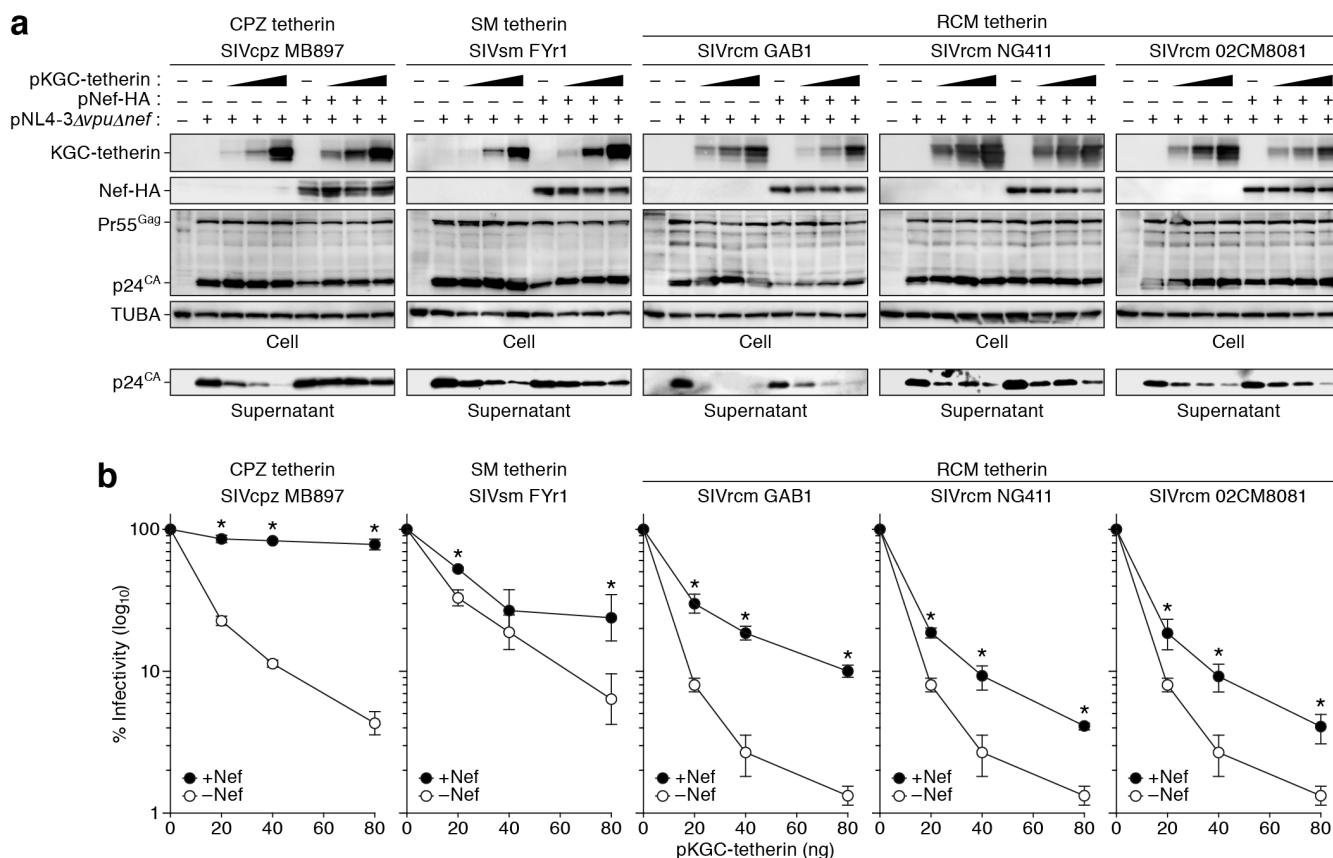 a
CPZ tetherin SM tetherin RCM tetherin
SIVcpz MB897 SIVsm FYr1 SIVrcm GAB1 SIVrcm NG411 SIVrcm 02CM8081
pKGC-tetherin : – – – – – – – – – – – – – – –
pNef-HA : – – – – – + + + + – – – – – + + + + – – – – – + + + + – – – – – + + + + – – – – – + + + +
pNL4-3ΔvpuΔnef : – + + + + + + + + – + + + + + + + + – + + + + + + + + – + + + + + + + + – + + + + + + + +
KGC-tetherin
Nef-HA
Pr55Gag
p24CA
TUBA
Cell Cell Cell Cell Cell
p24CA
Supernatant Supernatant Supernatant Supernatant Supernatant
b
CPZ tetherin SM tetherin RCM tetherin
SIVcpz MB897 SIVsm FYr1 SIVrcm GAB1 SIVrcm NG411 SIVrcm 02CM8081
% Infectivity (log10)
100
10
1
* * * * * * * * * * * * * *
+Nef +Nef +Nef +Nef +Nef
–Nef –Nef –Nef –Nef –Nef
0 20 40 60 80 0 20 40 60 80 0 20 40 60 80 0 20 40 60 80 0 20 40 60 80
pKGC-tetherin (ng)